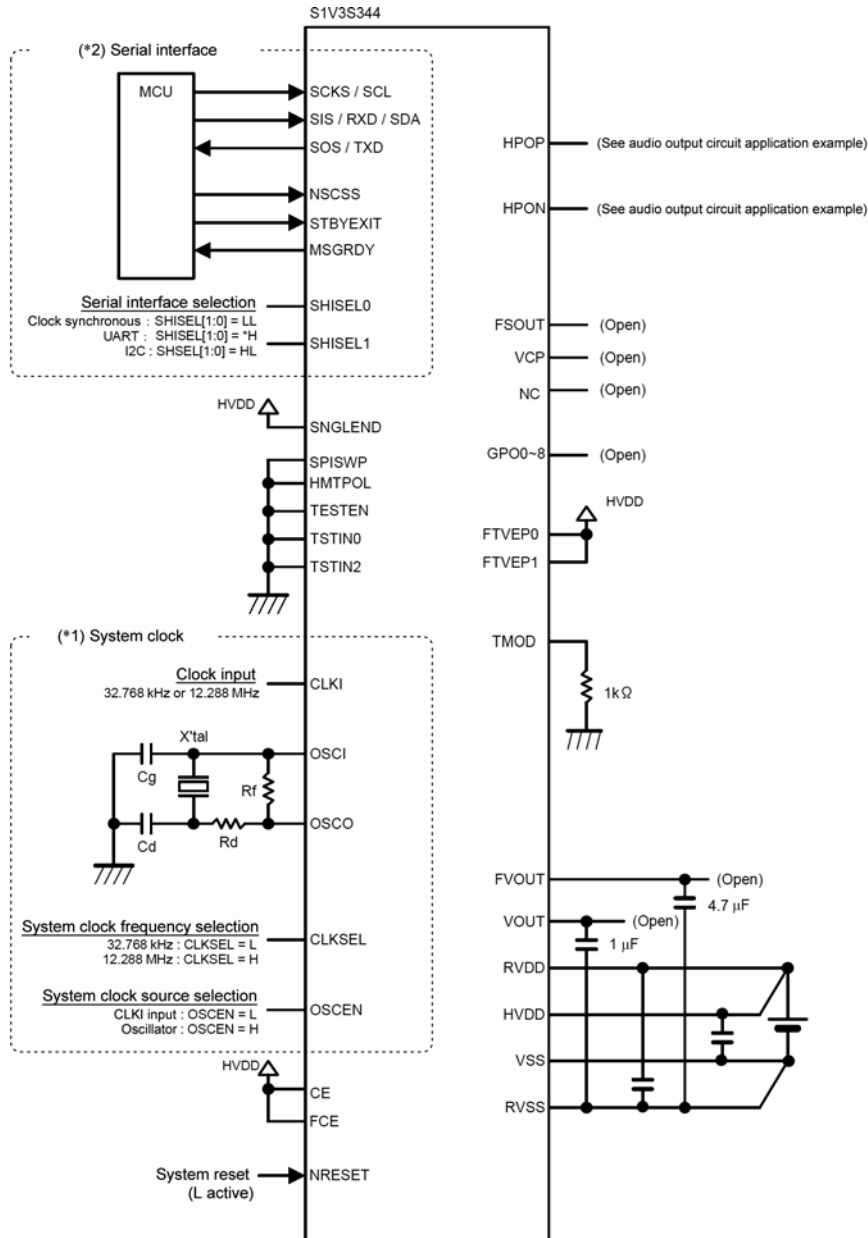 S1V3S344
(*2) Serial interface
MCU
SCKS / SCL
SIS / RXD / SDA
SOS / TXD
NSCSS
STBYEXIT
MSGRDY
Serial interface selection
Clock synchronous : SHISEL[1:0] = LL
UART : SHISEL[1:0] = *H
I2C : SHSEL[1:0] = HL
SHISEL0
SHISEL1
HVDD
SNGLEND
SPISWP
HMTPOL
TESTEN
TSTIN0
TSTIN2
(*1) System clock
Clock input
32.768 kHz or 12.288 MHz
CLKI
X'tal
OSCI
Cg
Rf
OSCO
Cd
Rd
System clock frequency selection
32.768 kHz : CLKSEL = L
12.288 MHz : CLKSEL = H
CLKSEL
System clock source selection
CLKI input : OSCEN = L
Oscillator : OSCEN = H
OSCEN
HVDD
CE
FCE
System reset
(L active)
NRESET
HPOP (See audio output circuit application example)
HPON (See audio output circuit application example)
FSOUT (Open)
VCP (Open)
NC (Open)
GPO0~8 (Open)
HVDD
FTVEP0
FTVEP1
TMOD
1kΩ
FVOUT (Open)
4.7 μF
VOUT (Open)
1 μF
RVDD
HVDD
VSS
RVSS